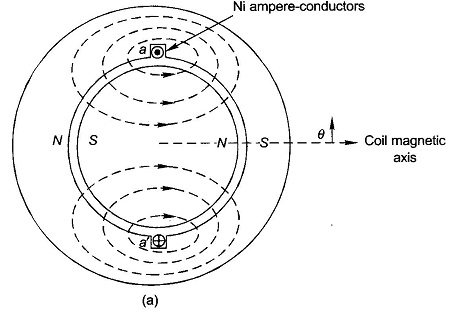 Ni ampere-conductors
a
N S N S θ Coil magnetic
axis
a'
(a)